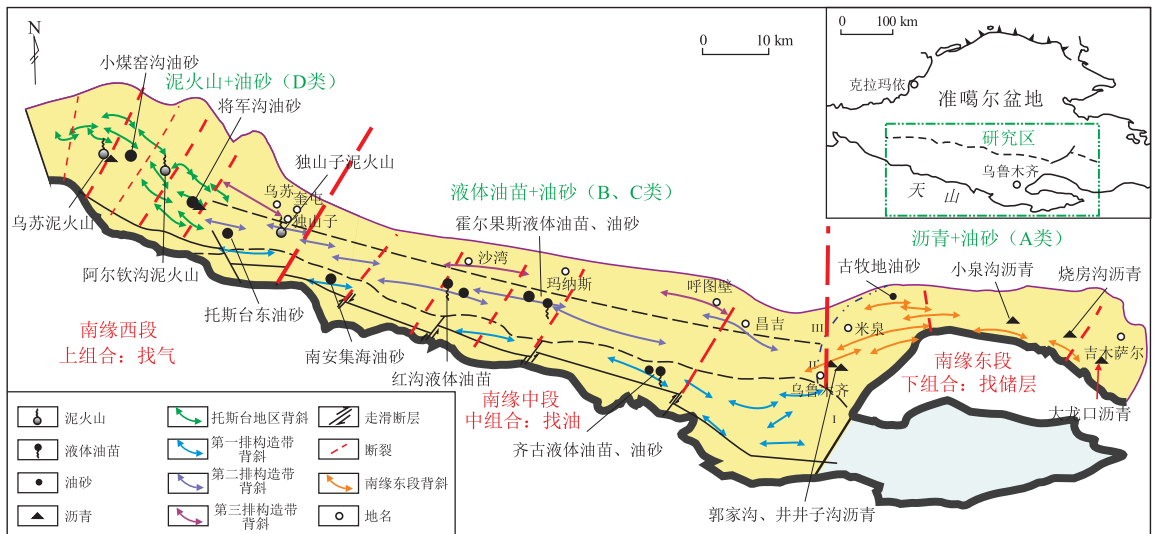 N
小煤窑沟油砂
泥火山+油砂（D类）
将军沟油砂
独山子泥火山
乌苏
奎屯
独山子
乌苏泥火山
阿尔钦沟泥火山
托斯台东油砂
南缘西段
上组合：找气
南安集海油砂
红沟液体油苗
0
10 km
液体油苗+油砂（B、C类）
霍尔果斯液体油苗、油砂
沙湾
玛纳斯
呼图壁
昌吉
南缘中段
中组合：找油
齐古液体油苗、油砂
0
100 km
克拉玛依
准噶尔盆地
研究区
乌鲁木齐
天山
沥青+油砂（A类）
古牧地油砂
小泉沟沥青
烧房沟沥青
III
米泉
II
乌鲁木齐
I
南缘东段
下组合：找储层
吉木萨尔
大龙口沥青
郭家沟、井井子沟沥青
泥火山
液体油苗
油砂
沥青
托斯台地区背斜
第一排构造带
背斜
第二排构造带
背斜
第三排构造带
背斜
走滑断层
断裂
南缘东段背斜
地名